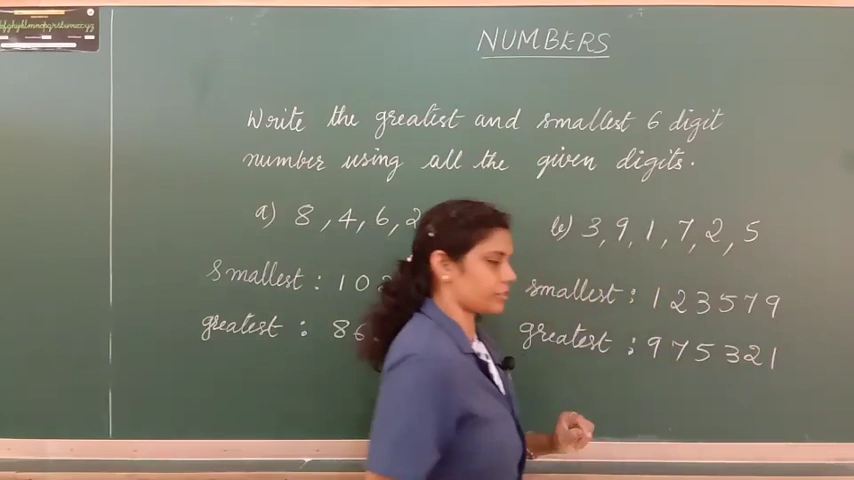 NUMBERS
Write the greatest and smallest 6 digit
number using all the given digits.
a) 8, 4, 6, 2
b) 3, 9, 1, 7, 2, 5
smallest : 10
smallest : 123579
greatest : 86
greatest : 975321